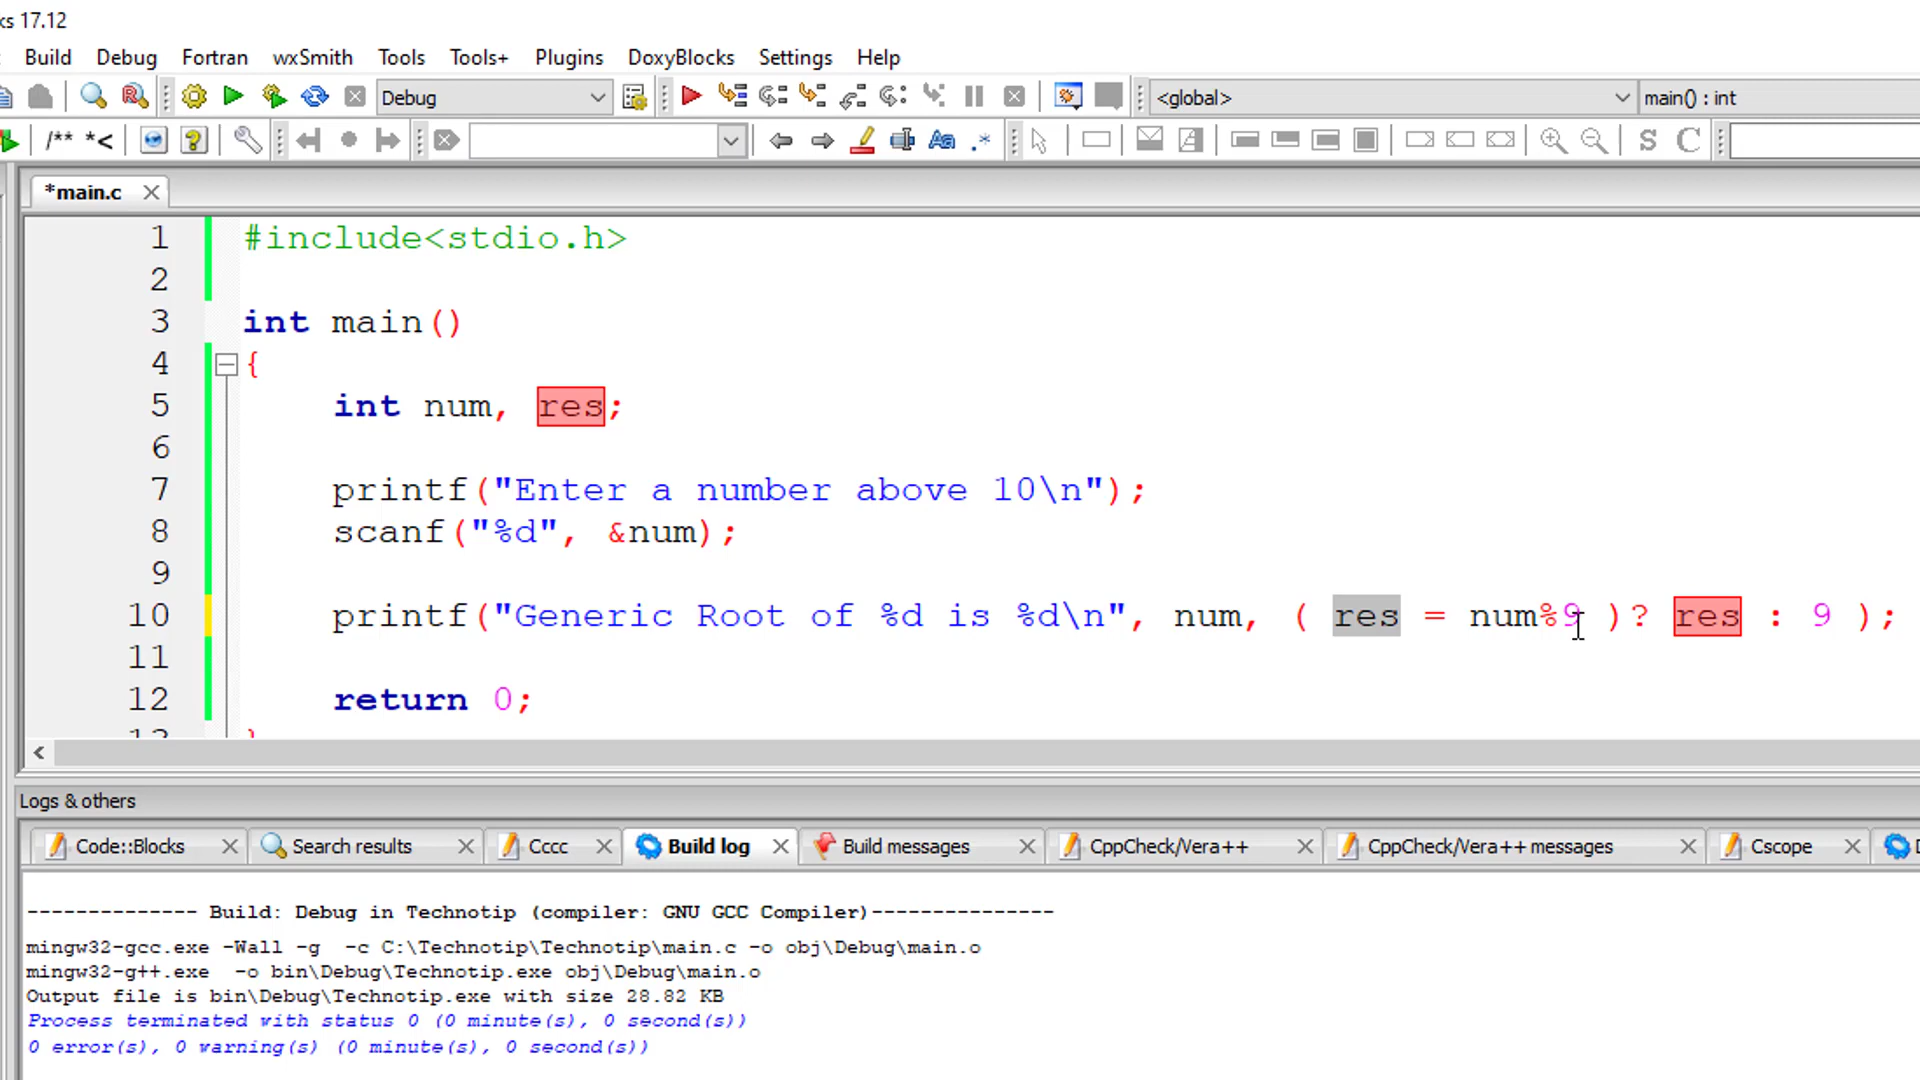 ks 17.12
Build Debug Fortran wxSmith Tools Tools+ Plugins DoxyBlocks Settings Help
Debug <global> main() : int
/** *< Aa .* S C
*main.c
1 #include<stdio.h>
2
3 int main()
4 {
5 int num, res;
6
7 printf("Enter a number above 10\n");
8 scanf("%d", &num);
9
10 printf("Generic Root of %d is %d\n", num, ( res = num%9 )? res : 9 );
11
12 return 0;
13 }
Logs & others
Code::Blocks Search results Cccc Build log Build messages CppCheck/Vera++ CppCheck/Vera++ messages Cscope D
-------------- Build: Debug in Technotip (compiler: GNU GCC Compiler)---------------
mingw32-gcc.exe -Wall -g -c C:\Technotip\Technotip\main.c -o obj\Debug\main.o
mingw32-g++.exe -o bin\Debug\Technotip.exe obj\Debug\main.o
Output file is bin\Debug\Technotip.exe with size 28.82 KB
Process terminated with status 0 (0 minute(s), 0 second(s))
0 error(s), 0 warning(s) (0 minute(s), 0 second(s))